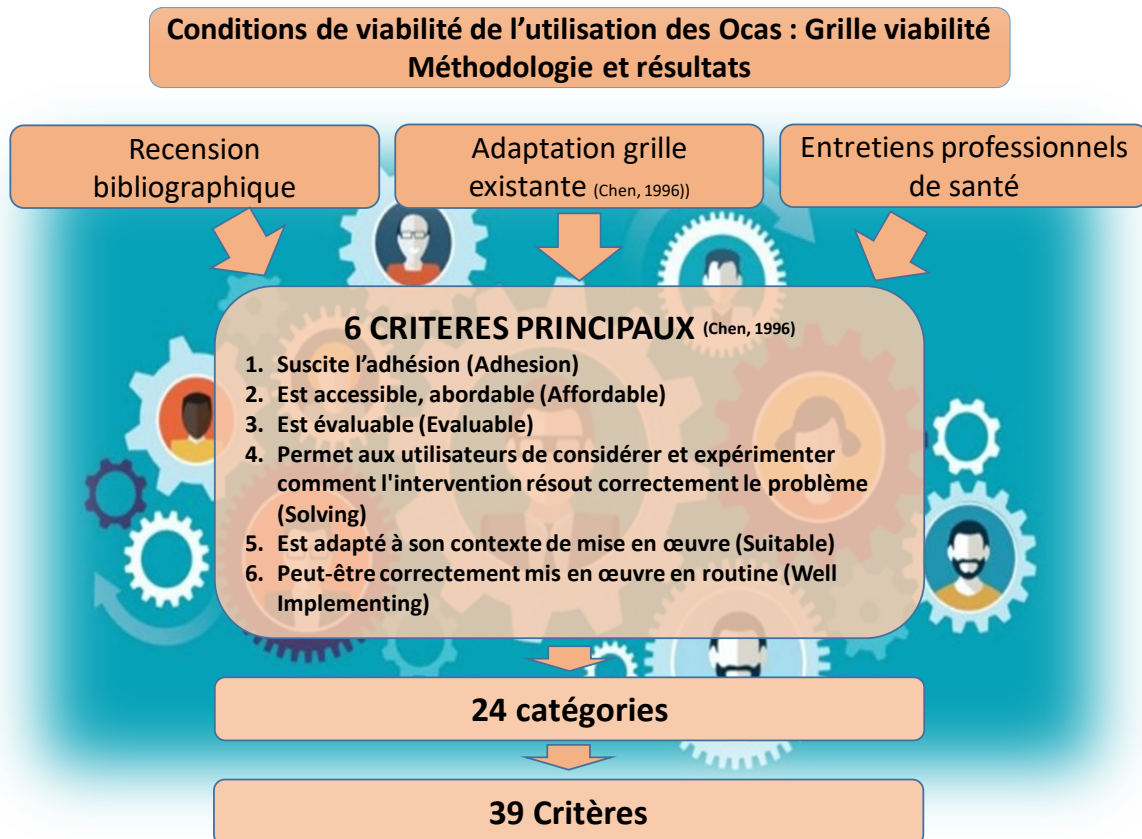 Conditions de viabilité de l'utilisation des Ocas : Grille viabilité
Méthodologie et résultats
Recension
bibliographique
Adaptation grille
existante (Chen, 1996))
Entretiens professionnels
de santé
6 CRITERES PRINCIPAUX (Chen, 1996)
1. Suscite l'adhésion (Adhesion)
2. Est accessible, abordable (Affordable)
3. Est évaluable (Evaluable)
4. Permet aux utilisateurs de considérer et expérimenter
comment l'intervention résout correctement le problème
(Solving)
5. Est adapté à son contexte de mise en œuvre (Suitable)
6. Peut-être correctement mis en œuvre en routine (Well
Implementing)
24 catégories
39 Critères